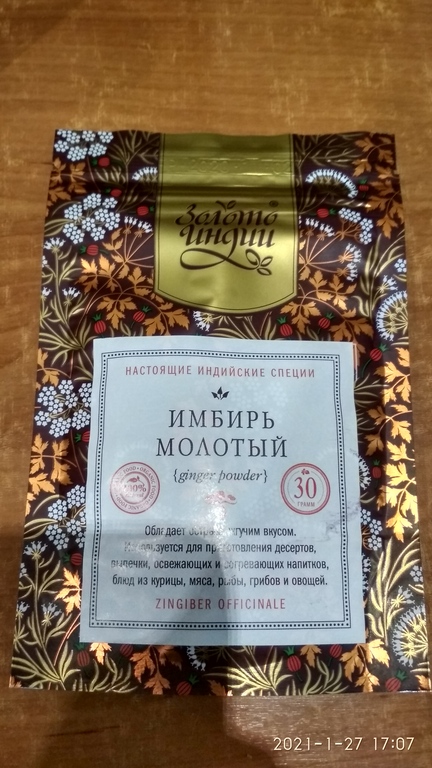 Золото®
Индии
НАСТОЯЩИЕ ИНДИЙСКИЕ СПЕЦИИ
ИМБИРЬ
МОЛОТЫЙ
{ginger powder}
100%
30
ГРАММ
Обладает острым жгучим вкусом.
Используется для приготовления десертов,
выпечки, освежающих и согревающих напитков,
блюд из курицы, мяса, рыбы, грибов и овощей.
ZINGIBER OFFICINALE
2021-1-27 17:07